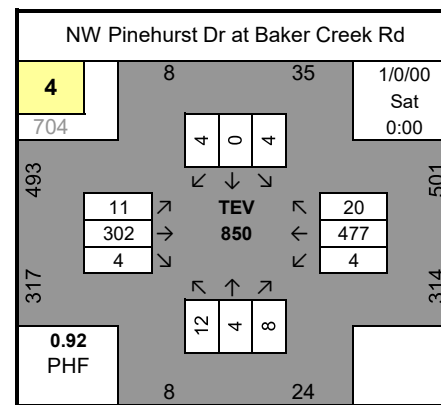 NW Pinehurst Dr at Baker Creek Rd
4
8
35
1/0/00
Sat
0:00
704
4 0 4
↙ ↓ ↘
493
501
11 ↗ TEV ↖ 20
302 → 850 ← 477
4 ↘ ↙ 4
317
314
↖ ↑ ↗
12 4 8
0.92
PHF
8
24